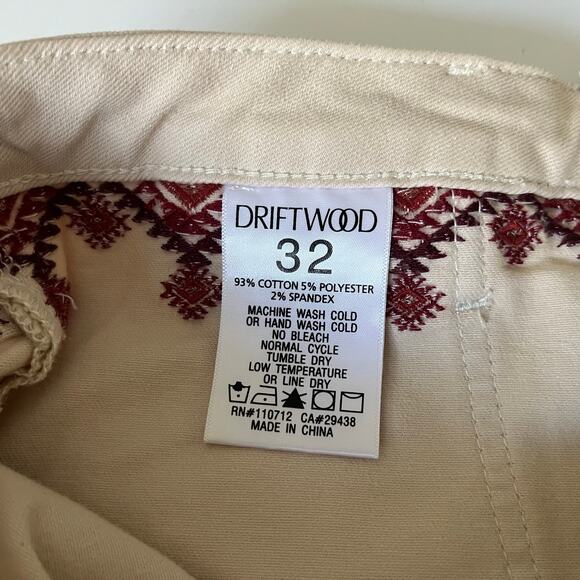 DRIFTWOOD
32
93% COTTON 5% POLYESTER
2% SPANDEX
MACHINE WASH COLD
OR HAND WASH COLD
NO BLEACH
NORMAL CYCLE
TUMBLE DRY
LOW TEMPERATURE
OR LINE DRY
RN#110712 CA#29438
MADE IN CHINA